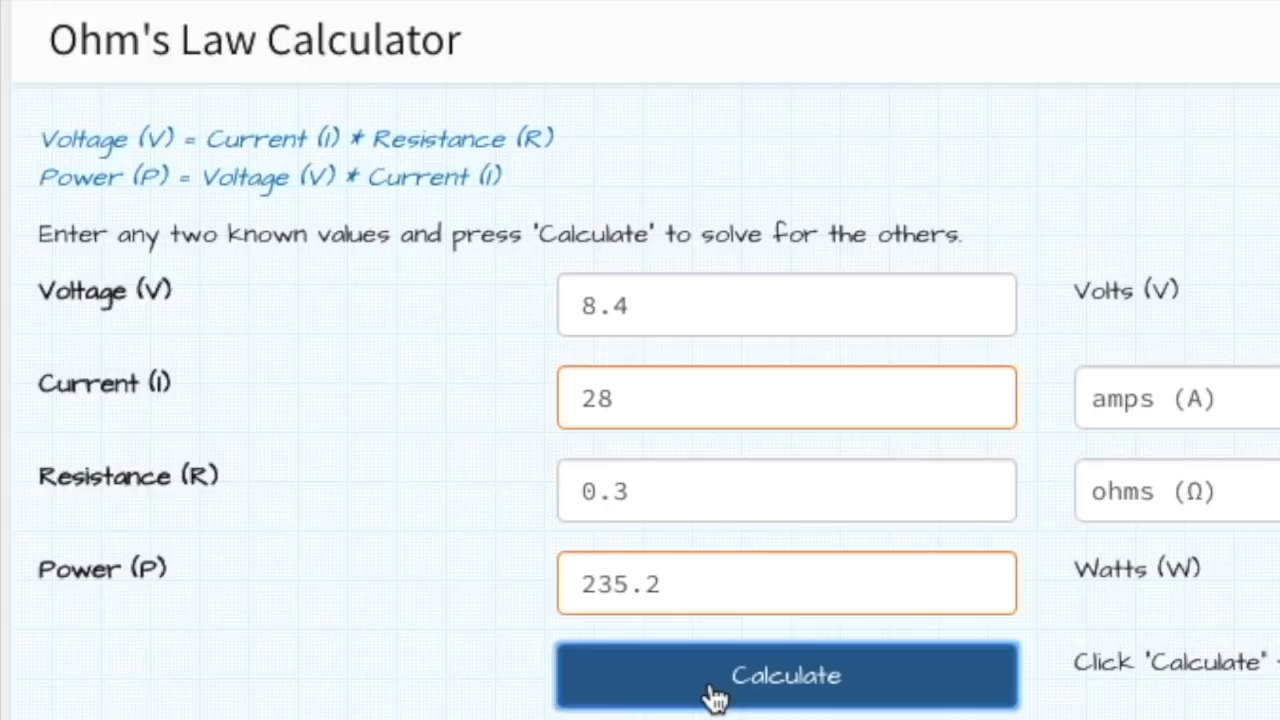 Ohm's Law Calculator
Voltage (V) = Current (I) * Resistance (R)
Power (P) = Voltage (V) * Current (I)
Enter any two known values and press 'Calculate' to solve for the others.
Voltage (V) 8.4 Volts (V)
Current (I) 28 amps (A)
Resistance (R) 0.3 ohms (Ω)
Power (P) 235.2 Watts (W)
Calculate Click "Calculate"